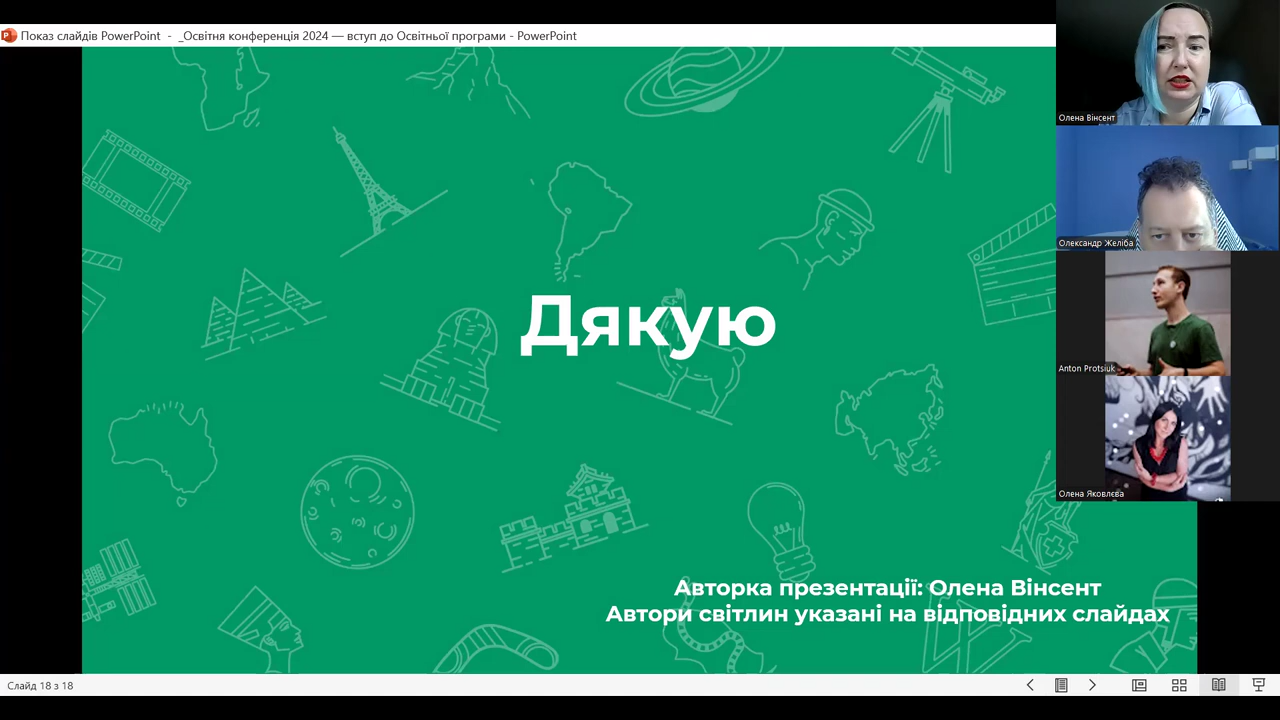 Показ слайдів PowerPoint - _Освітня конференція 2024 — вступ до Освітньої програми - PowerPoint
Олена Вінсент
Олександр Желіба
Anton Protsiuk
Олена Яковлєва
Дякую
Авторка презентації: Олена Вінсент
Автори світлин указані на відповідних слайдах
Слайд 18 з 18